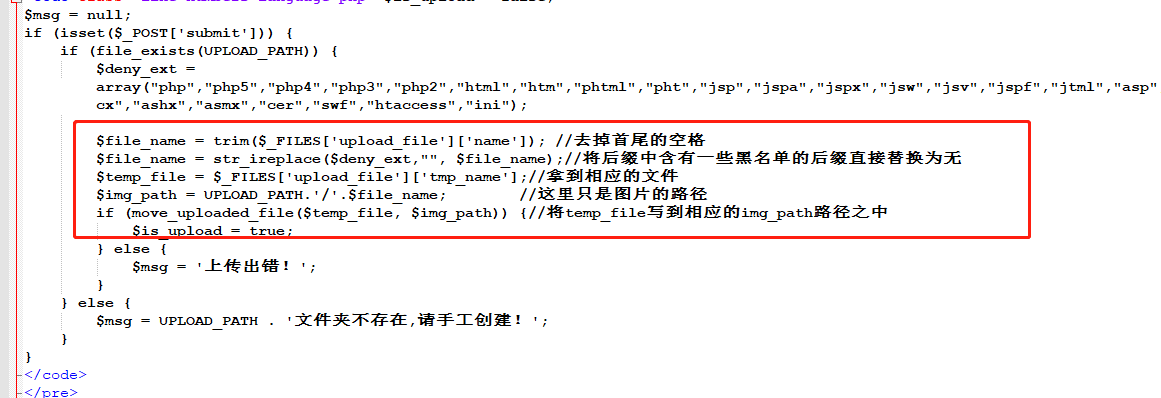 $msg = null;
if (isset($_POST['submit'])) {
if (file_exists(UPLOAD_PATH)) {
$deny_ext =
array("php","php5","php4","php3","php2","html","htm","phtml","pht","jsp","jspa","jspx","jsw","jsv","jspf","jtml","asp"
cx","ashx","asmx","cer","swf","htaccess","ini");
$file_name = trim($_FILES['upload_file']['name']); //去掉首尾的空格
$file_name = str_ireplace($deny_ext,"", $file_name);//将后缀中含有一些黑名单的后缀直接替换为无
$temp_file = $_FILES['upload_file']['tmp_name'];//拿到相应的文件
$img_path = UPLOAD_PATH.'/'.$file_name; //这里只是图片的路径
if (move_uploaded_file($temp_file, $img_path)) {//将temp_file写到相应的img_path路径之中
$is_upload = true;
} else {
$msg = '上传出错！';
}
} else {
$msg = UPLOAD_PATH . '文件夹不存在,请手工创建！';
}
}
</code>
</pre>